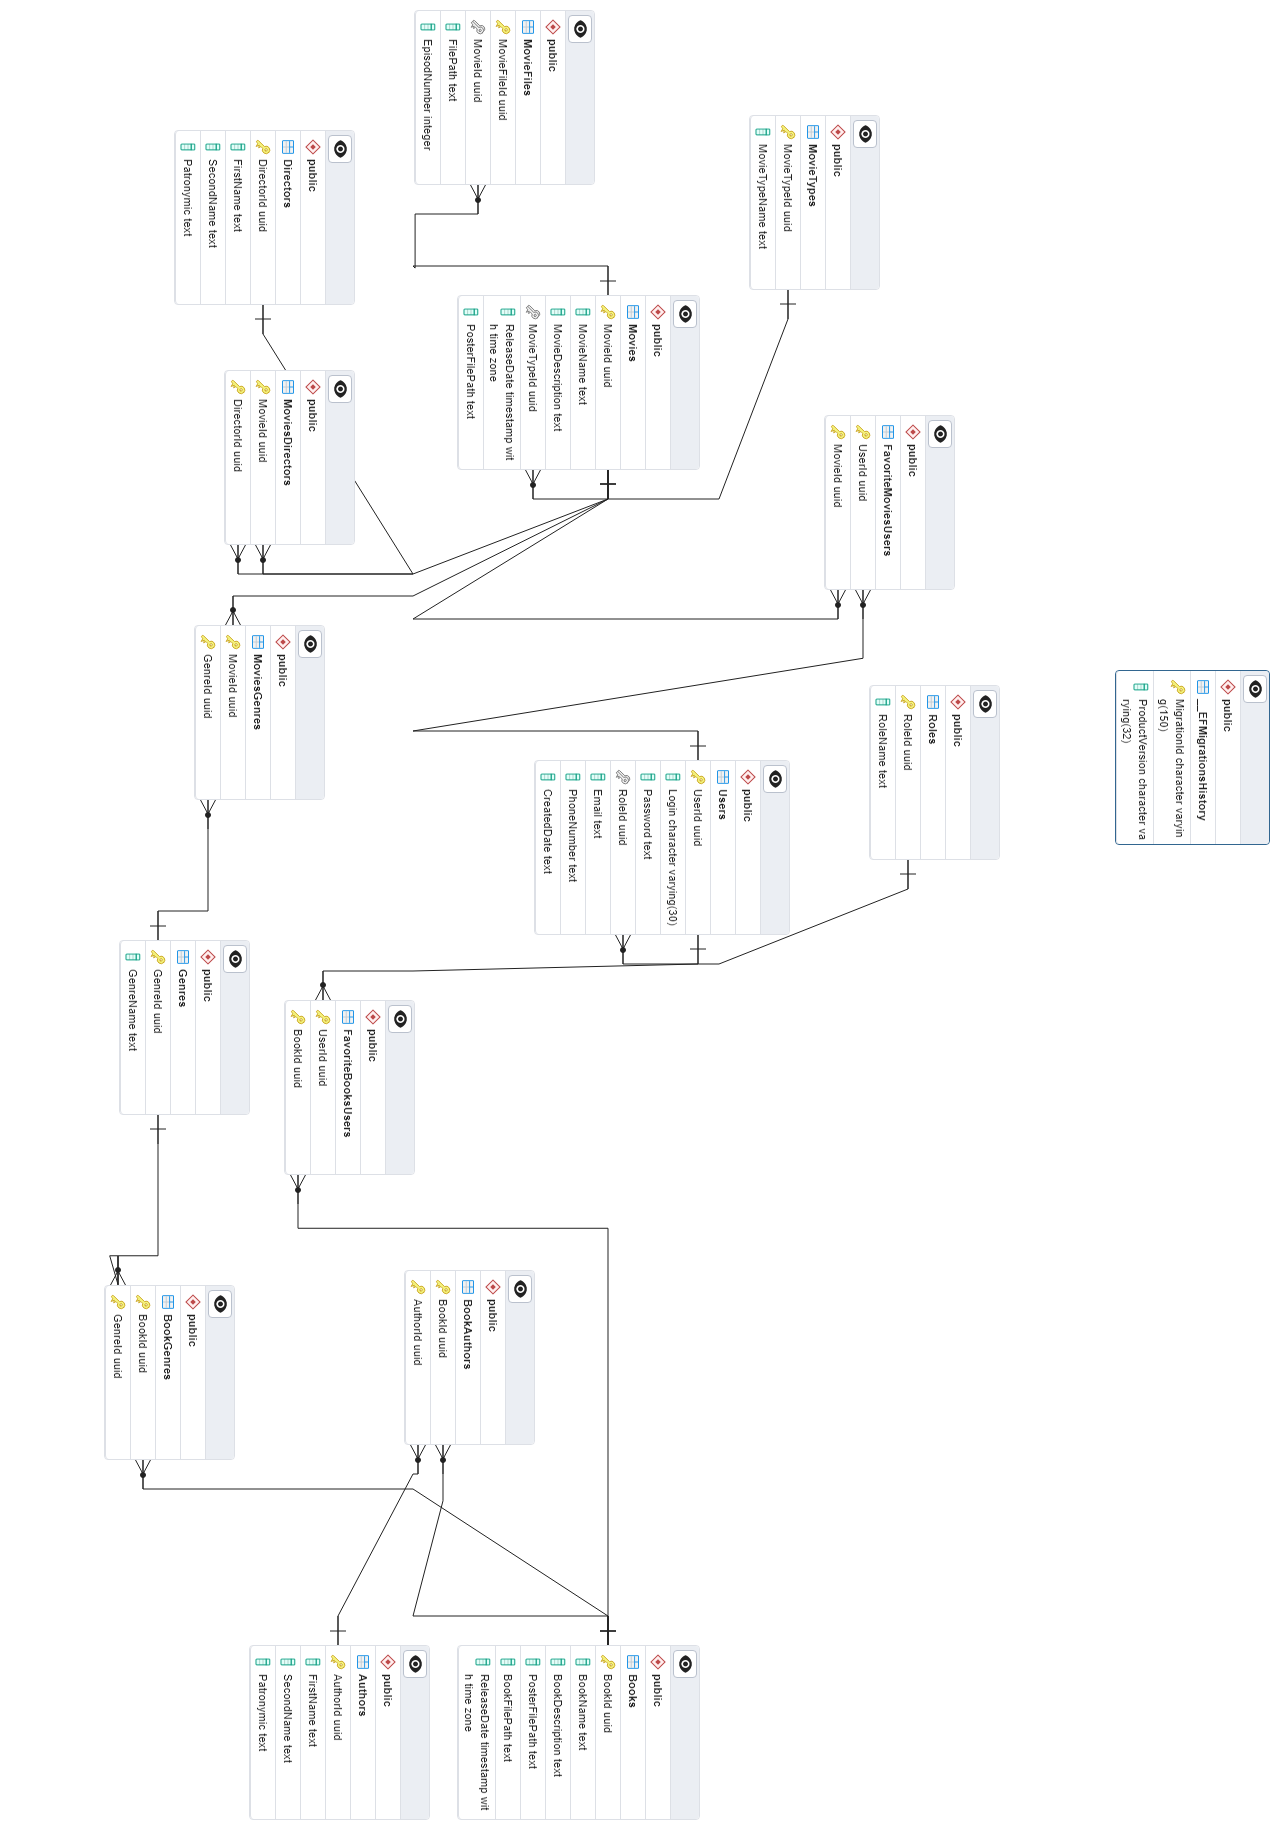 public
MovieFiles
MovieFileId uuid
MovieId uuid
FilePath text
EpisodNumber integer
public
MovieTypes
MovieTypeId uuid
MovieTypeName text
public
Directors
DirectorId uuid
FirstName text
SecondName text
Patronymic text
public
Movies
MovieId uuid
MovieName text
MovieDescription text
MovieTypeId uuid
ReleaseDate timestamp wit
h time zone
PosterFilePath text
public
MoviesDirectors
MovieId uuid
DirectorId uuid
public
FavoriteMoviesUsers
UserId uuid
MovieId uuid
public
MoviesGenres
MovieId uuid
GenreId uuid
public
__EFMigrationsHistory
MigrationId character varyin
g(150)
ProductVersion character va
rying(32)
public
Roles
RoleId uuid
RoleName text
public
Users
UserId uuid
Login character varying(30)
Password text
RoleId uuid
Email text
PhoneNumber text
CreatedDate text
public
Genres
GenreId uuid
GenreName text
public
FavoriteBooksUsers
UserId uuid
BookId uuid
public
BookGenres
BookId uuid
GenreId uuid
public
BookAuthors
BookId uuid
AuthorId uuid
public
Authors
AuthorId uuid
FirstName text
SecondName text
Patronymic text
public
Books
BookId uuid
BookName text
BookDescription text
PosterFilePath text
BookFilePath text
ReleaseDate timestamp wit
h time zone